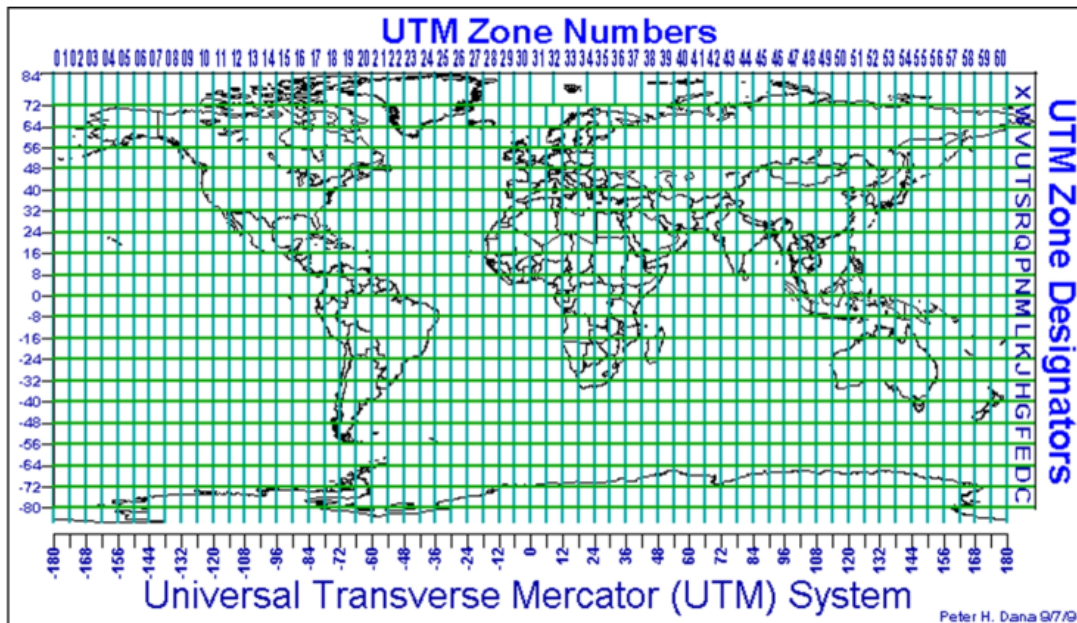 UTM Zone Numbers
0 01 02 03 04 05 06 07 08 09 10 11 12 13 14 15 16 17 18 19 20 21 22 23 24 25 26 27 28 29 30 31 32 33 34 35 36 37 38 39 40 41 42 43 44 45 46 47 48 49 50 51 52 53 54 55 56 57 58 59 60
84
72
64
56
48
40
32
24
16
8
0
-8
-16
-24
-32
-40
-48
-56
-64
-72
-80
X
W
V
U
T
S
R
Q
P
N
M
L
K
J
H
G
F
E
D
C
UTM Zone Designators
-180 -168 -156 -144 -132 -120 -108 -96 -84 -72 -60 -48 -36 -24 -12 0 12 24 36 48 60 72 84 96 108 120 132 144 156 168 180
Universal Transverse Mercator (UTM) System
Peter H. Dana 9/7/9